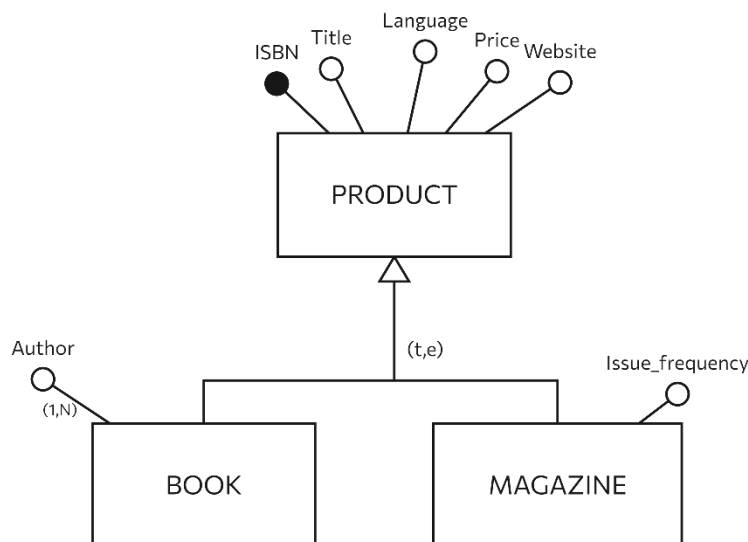 Language
Title
Price
ISBN
Website
PRODUCT
(t,e)
Author
Issue_frequency
(1,N)
BOOK
MAGAZINE